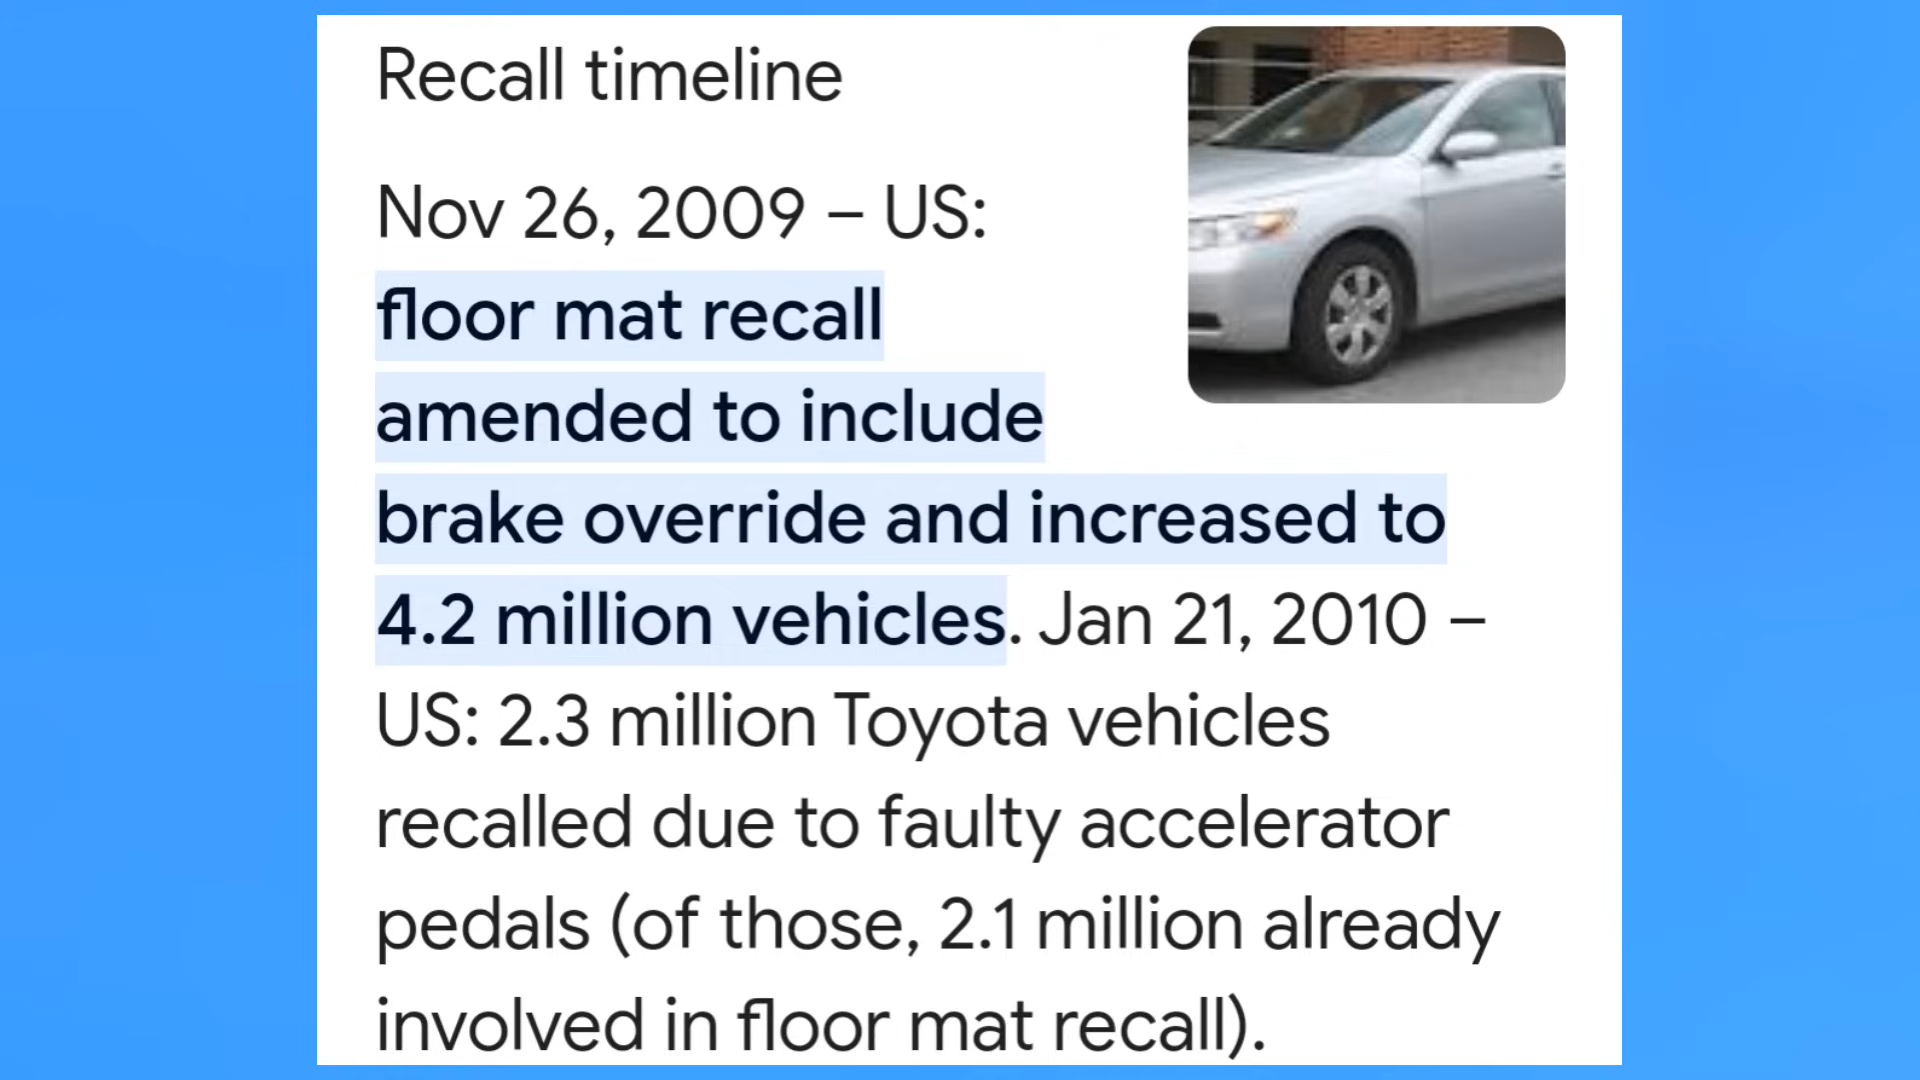 Recall timeline
Nov 26, 2009 – US:
floor mat recall
amended to include
brake override and increased to
4.2 million vehicles. Jan 21, 2010 –
US: 2.3 million Toyota vehicles
recalled due to faulty accelerator
pedals (of those, 2.1 million already
involved in floor mat recall).